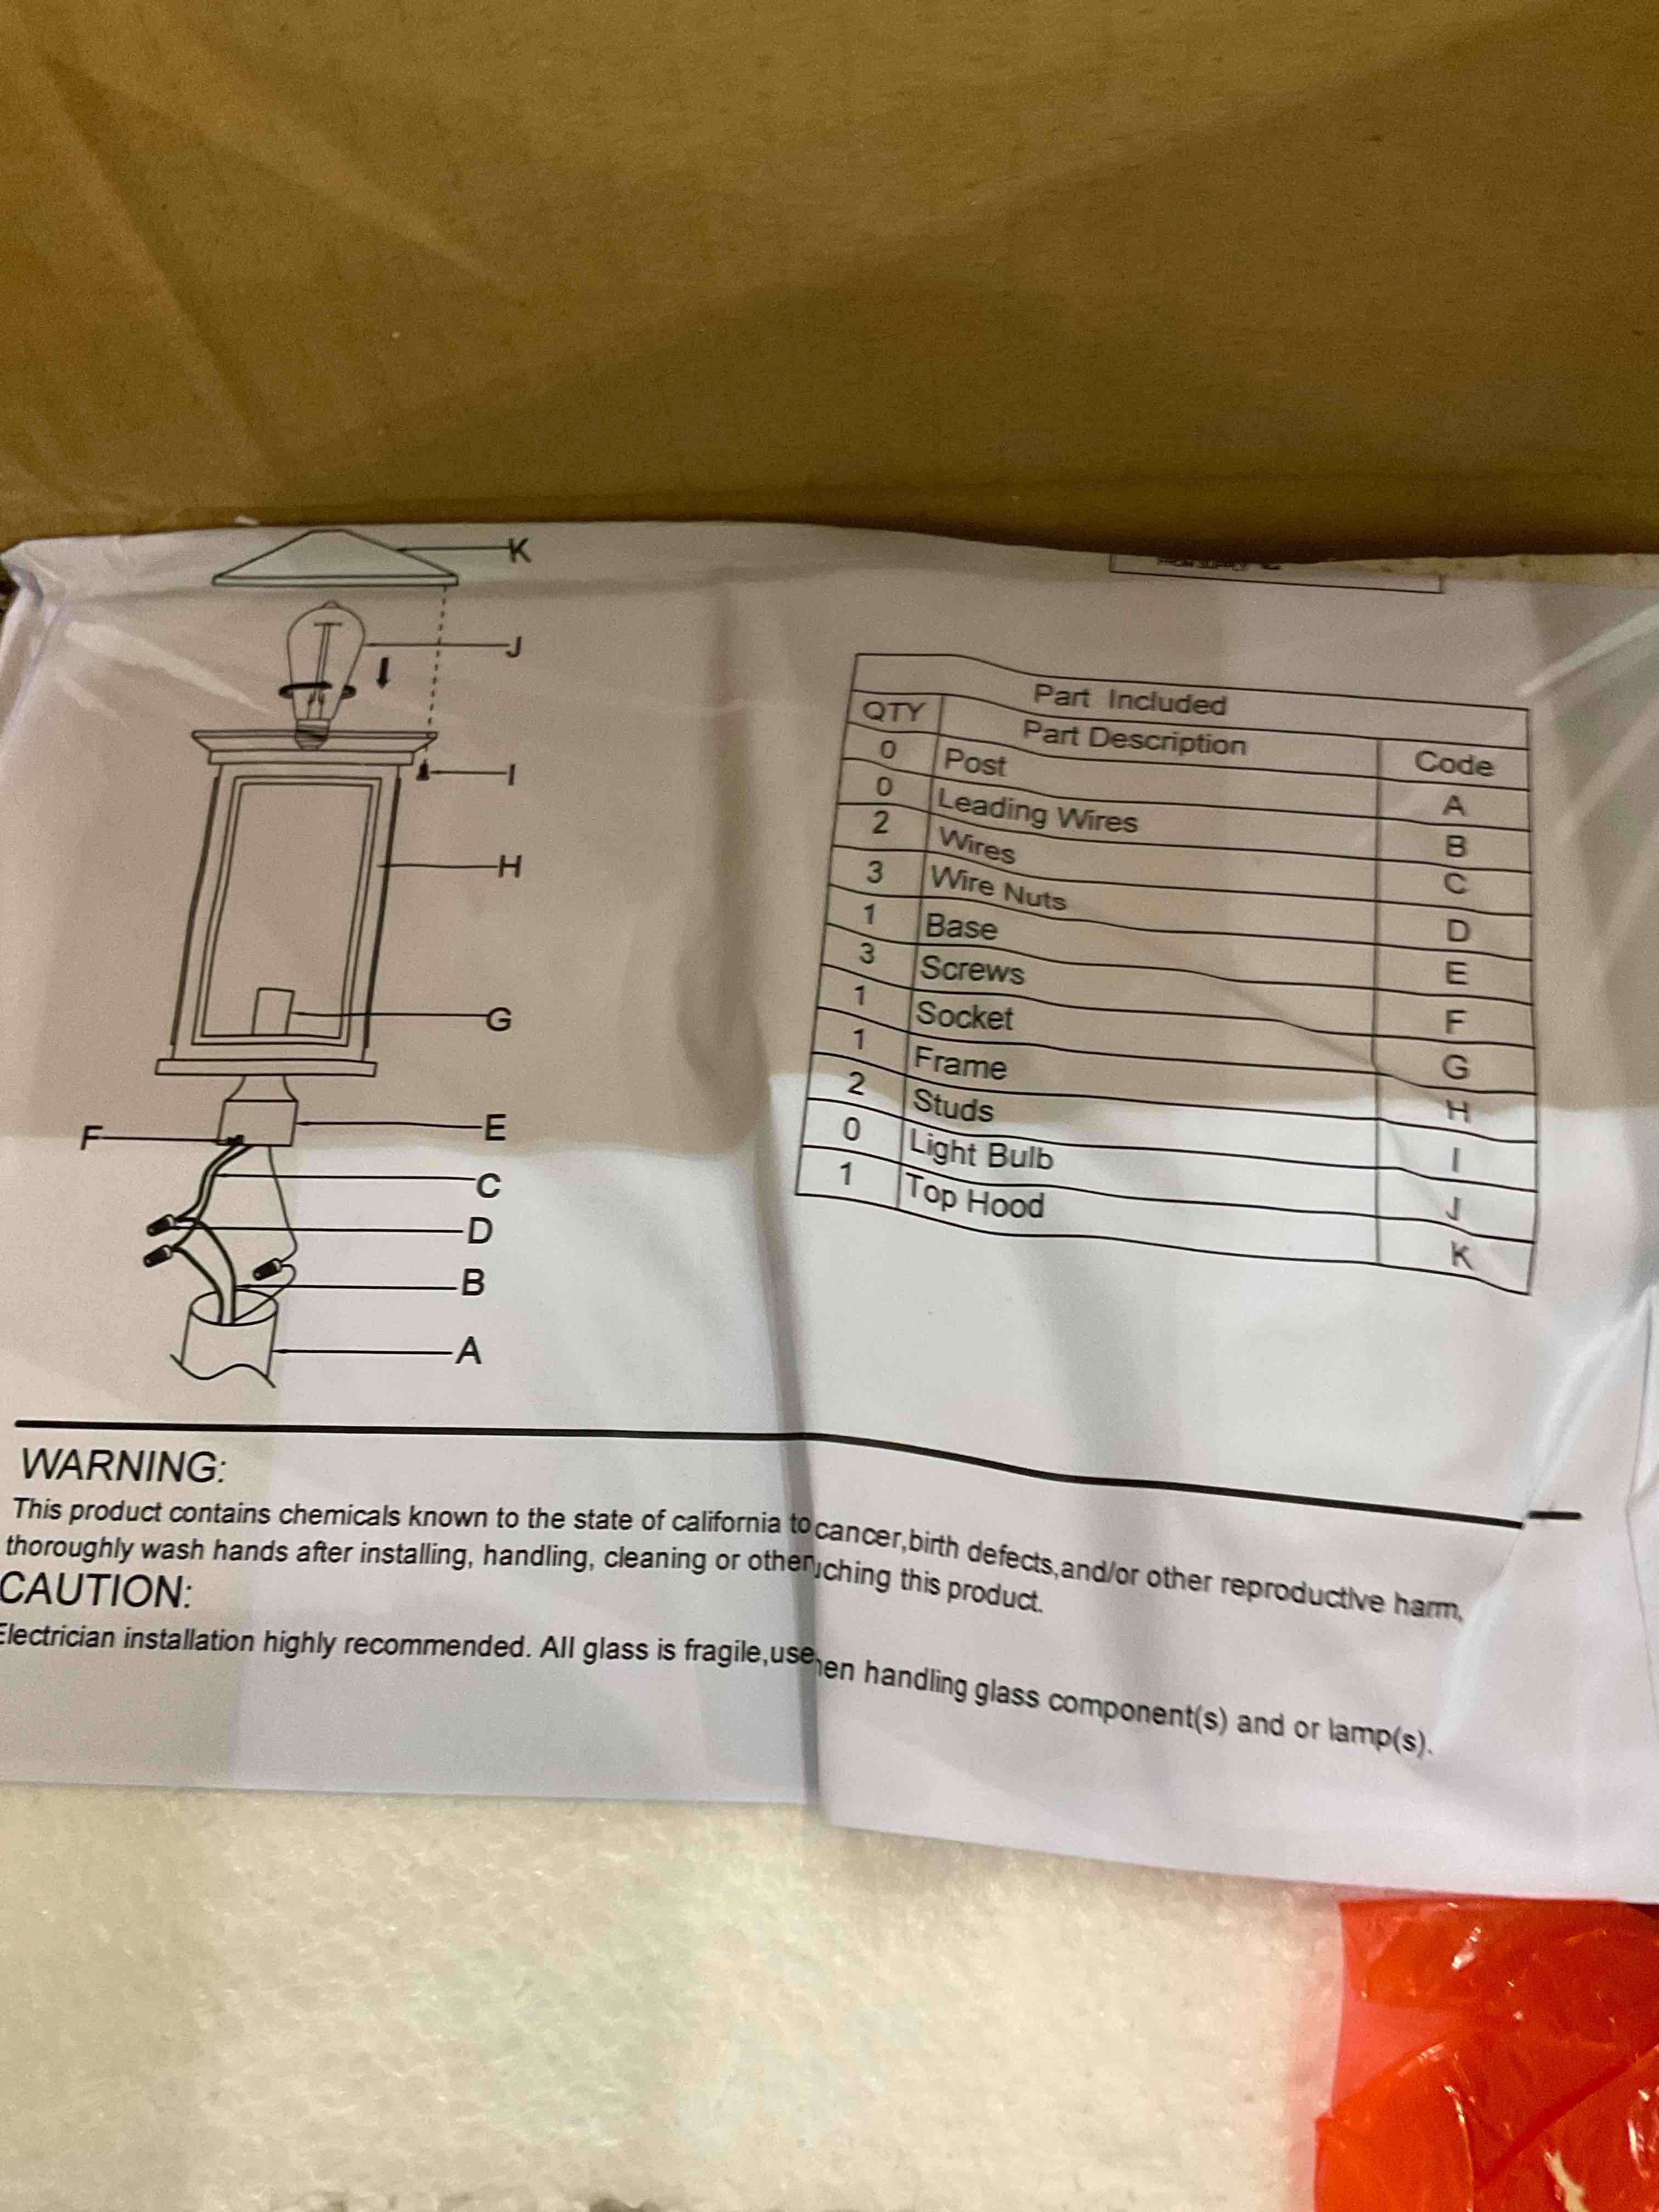 K
J
I
H
G
F
E
C
D
B
A
Part Included
QTY Part Description Code
0 Post A
0 Leading Wires B
2 Wires C
3 Wire Nuts D
1 Base E
3 Screws F
1 Socket G
1 Frame H
2 Studs I
0 Light Bulb J
1 Top Hood K
WARNING:
This product contains chemicals known to the state of california to cancer,birth defects,and/or other reproductive harm,
thoroughly wash hands after installing, handling, cleaning or other this product.
CAUTION:
Electrician installation highly recommended. All glass is fragile,use handling glass component(s) and or lamp(s).